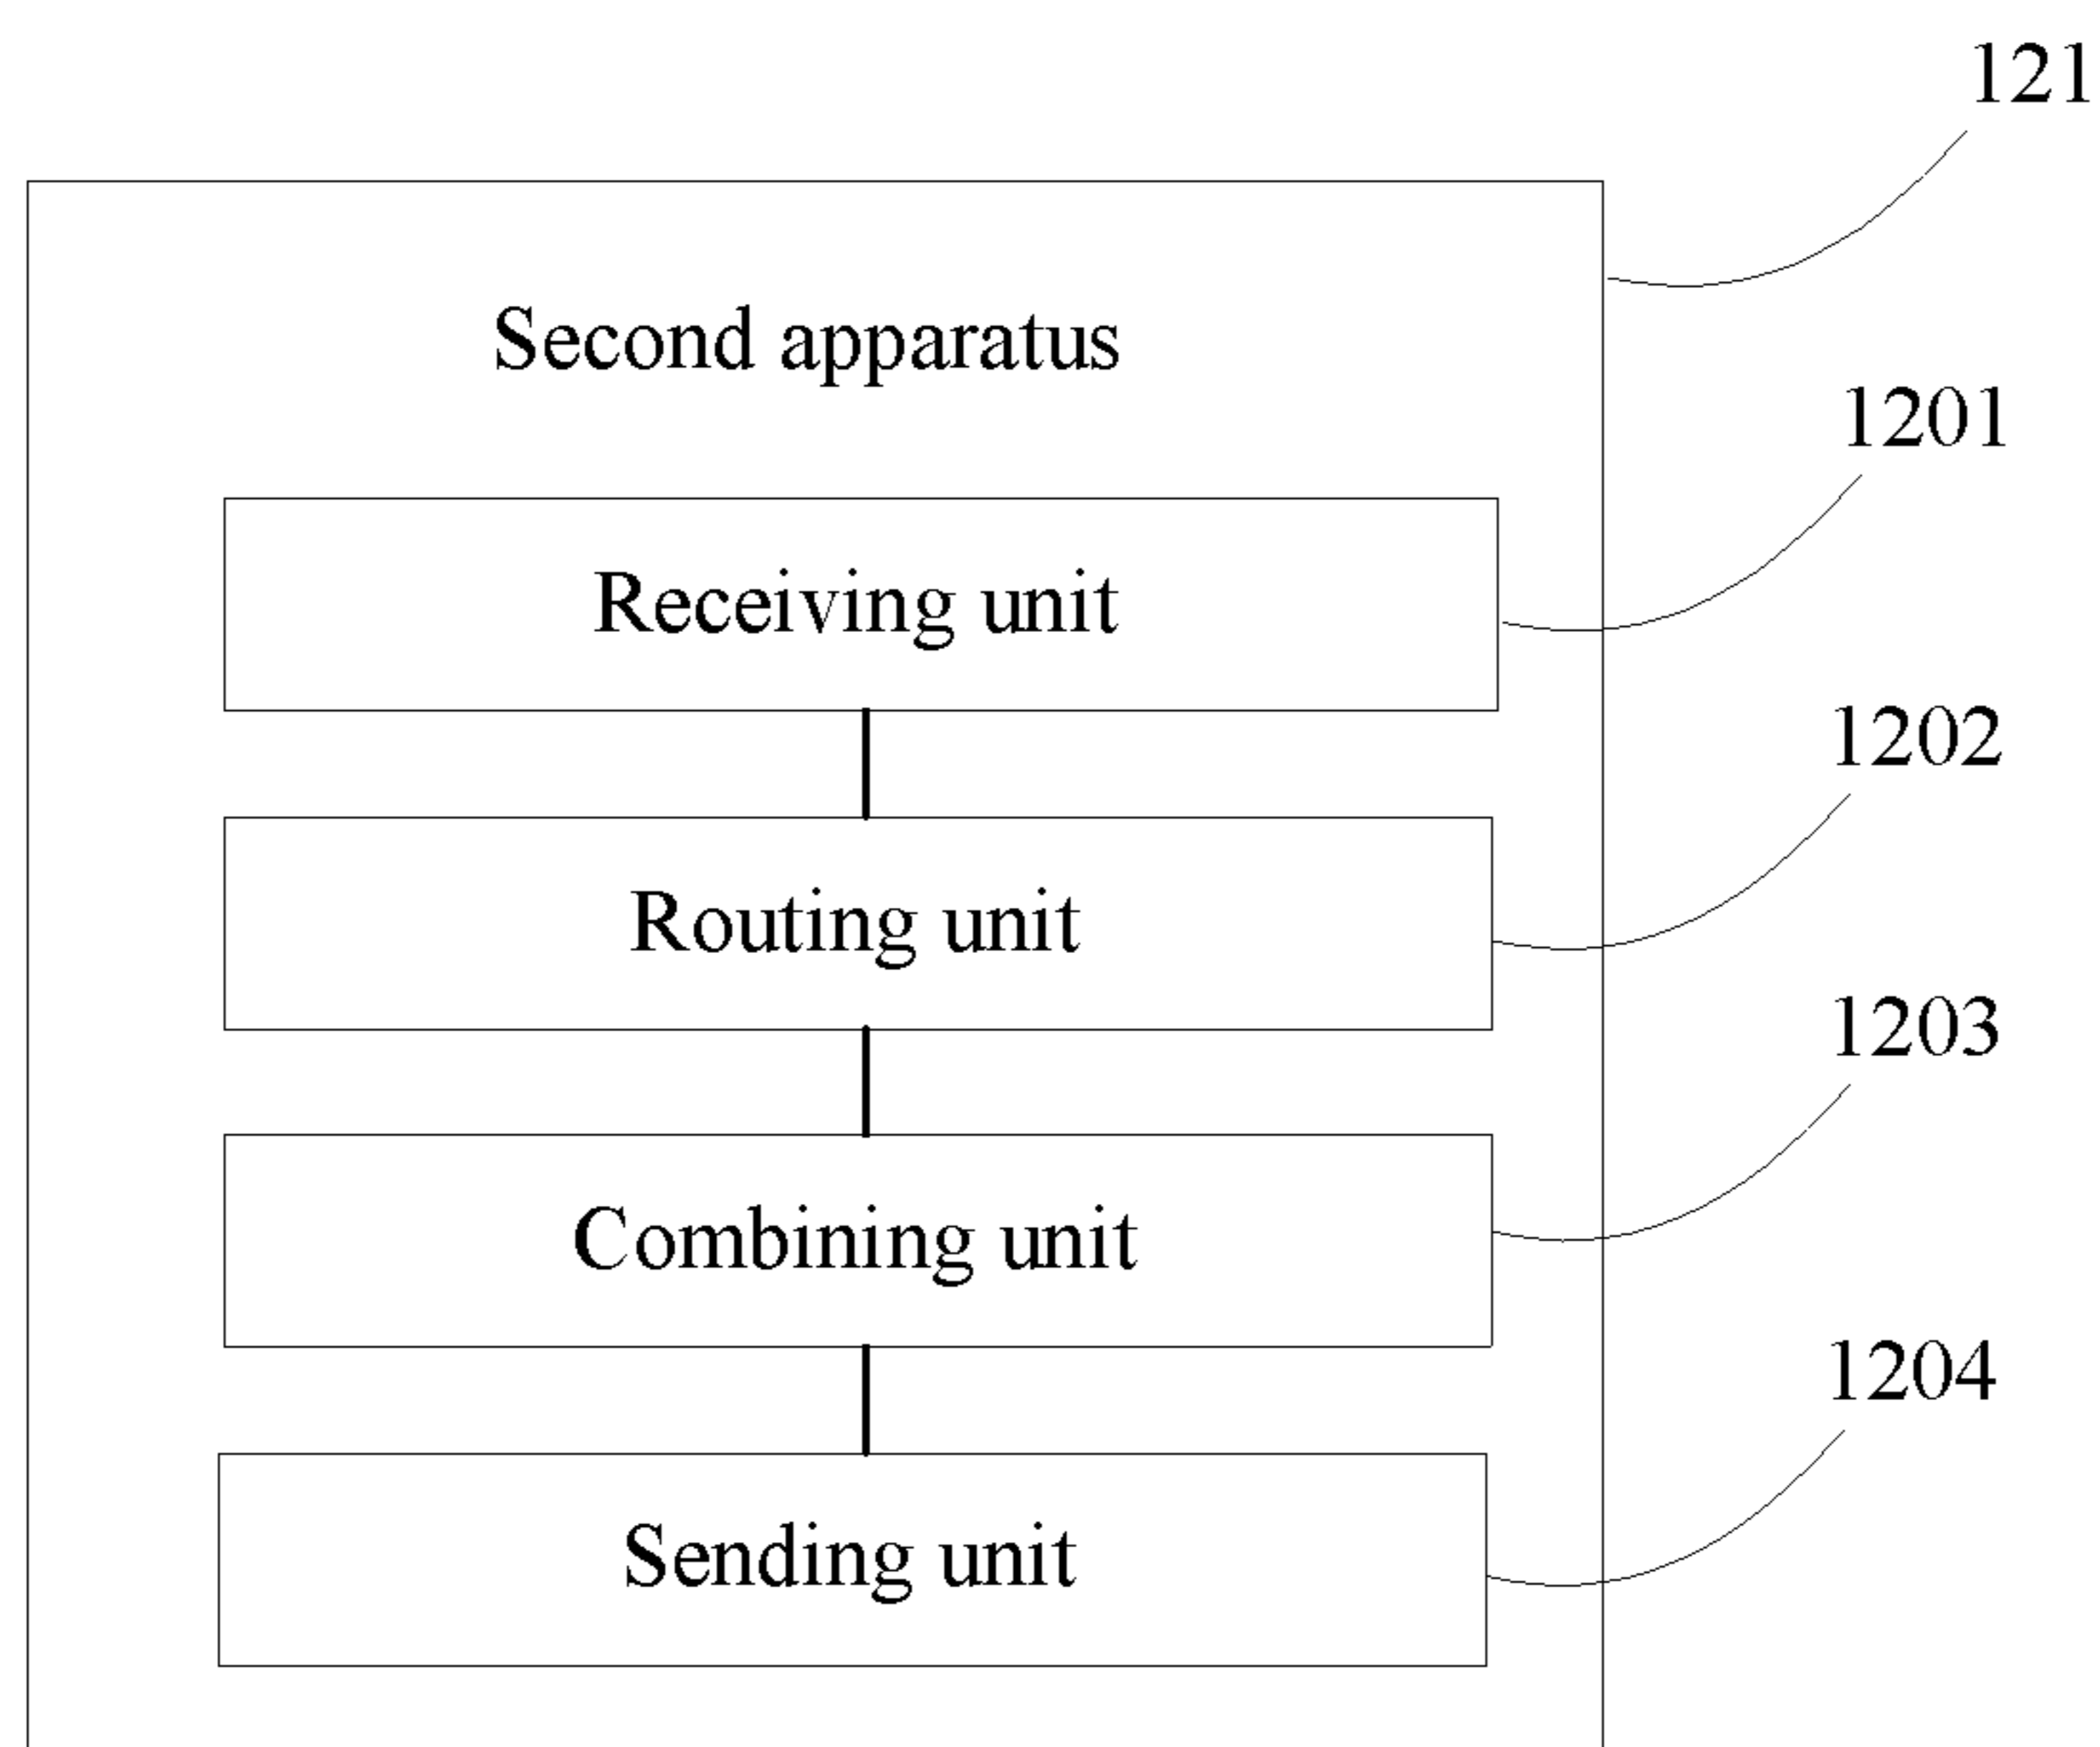 121
Second apparatus
1201
Receiving unit
1202
Routing unit
1203
Combining unit
1204
Sending unit